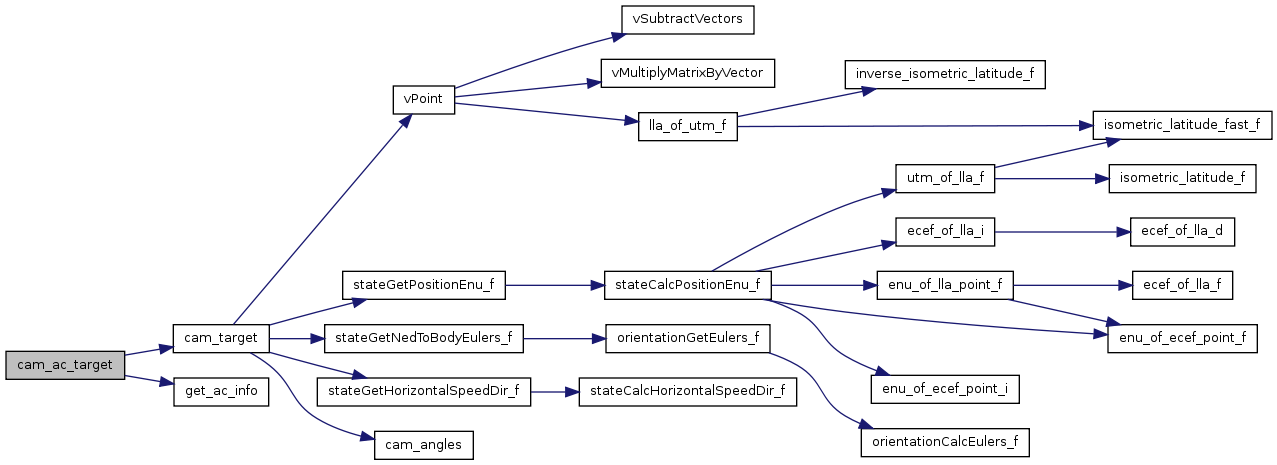 vSubtractVectors
vMultiplyMatrixByVector
inverse_isometric_latitude_f
vPoint
lla_of_utm_f
isometric_latitude_fast_f
utm_of_lla_f
isometric_latitude_f
ecef_of_lla_i
ecef_of_lla_d
stateGetPositionEnu_f
stateCalcPositionEnu_f
enu_of_lla_point_f
ecef_of_lla_f
cam_target
stateGetNedToBodyEulers_f
orientationGetEulers_f
enu_of_ecef_point_f
cam_ac_target
get_ac_info
stateGetHorizontalSpeedDir_f
stateCalcHorizontalSpeedDir_f
enu_of_ecef_point_i
cam_angles
orientationCalcEulers_f